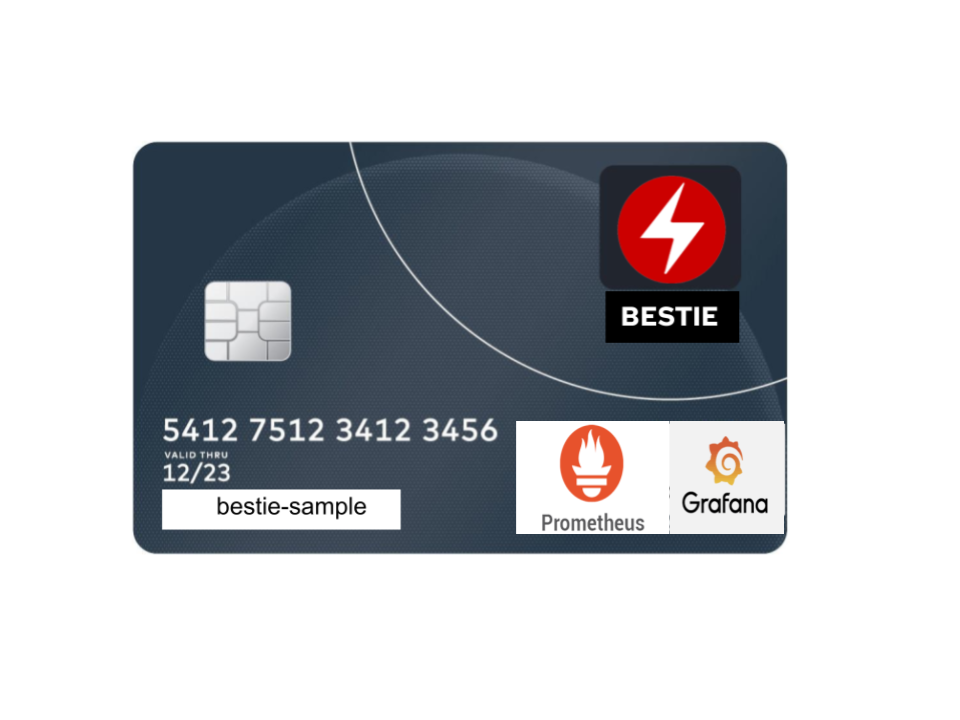 BESTIE
5412 7512 3412 3456
VALID THRU
12/23
bestie-sample
Prometheus
Grafana